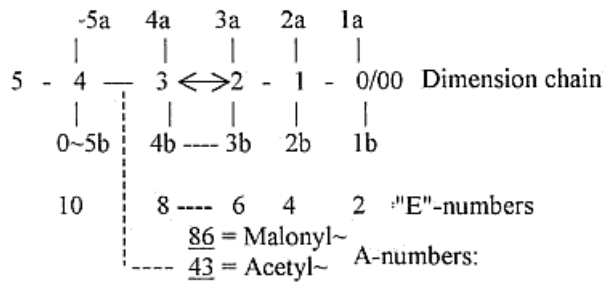 -5a 4a 3a 2a 1a
5 - 4 — 3 <-> 2 - 1 - 0/00 Dimension chain
0~5b 4b ---- 3b 2b 1b
10 8 ---- 6 4 2 "E"-numbers
86 = Malonyl~
---- 43 = Acetyl~ A-numbers: